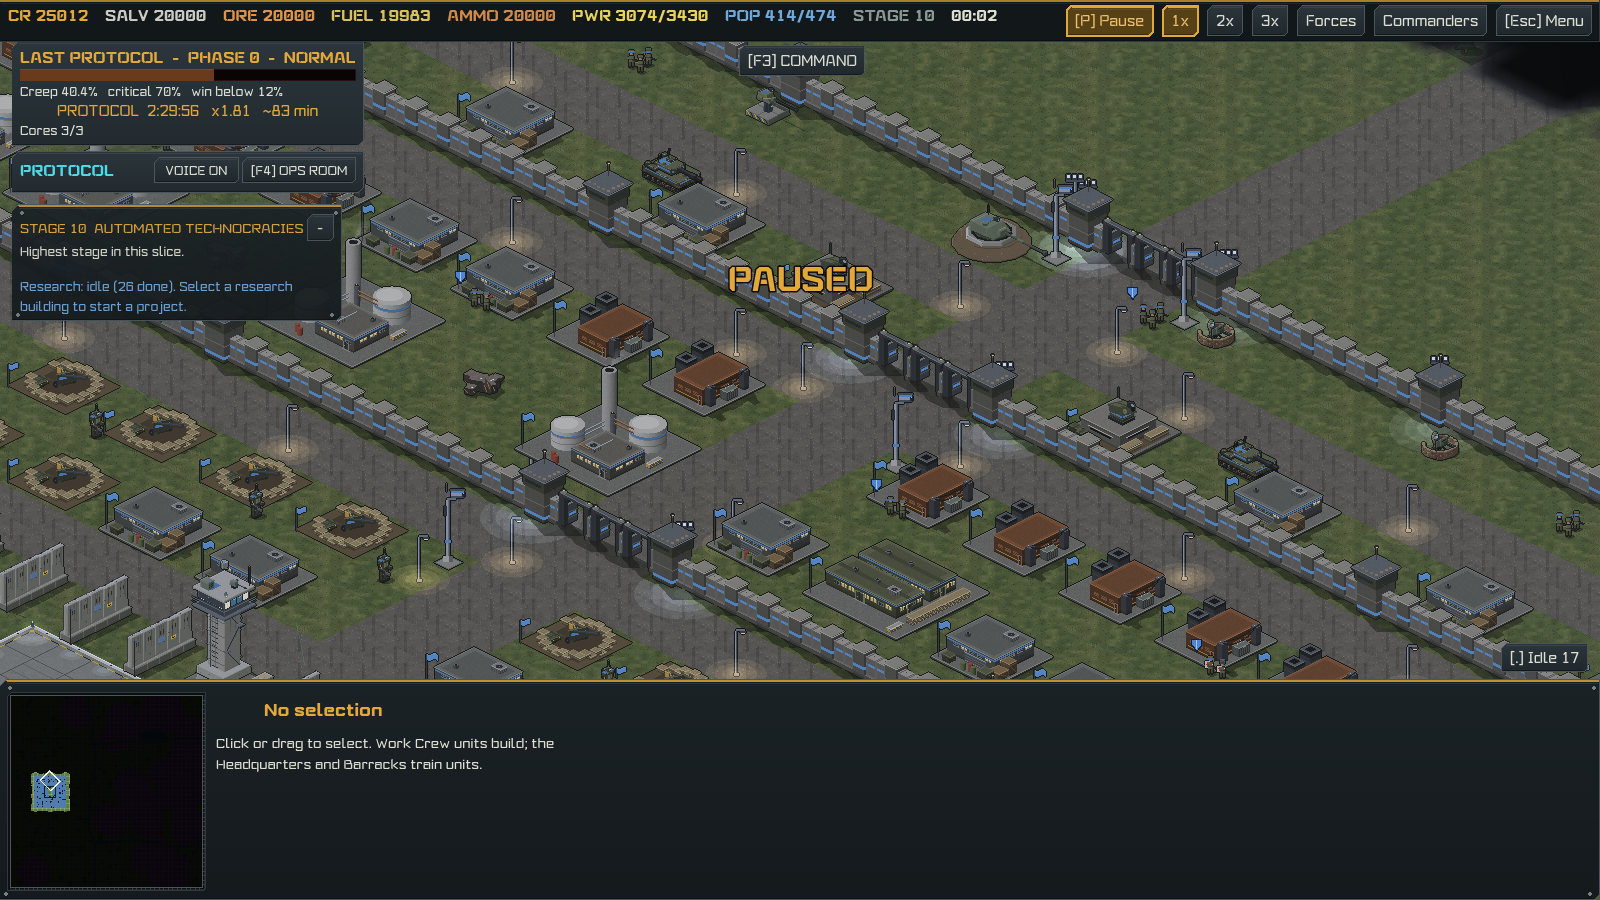 CR 25012 SALV 20000 ORE 20000 FUEL 19983 AMMO 20000 PWR 3074/3430 POP 414/474 STAGE 10 00:02 [P] Pause 1x 2x 3x Forces Commanders [Esc] Menu
LAST PROTOCOL - PHASE 0 - NORMAL
[F3] COMMAND
Creep 40.4% critical 70% win below 12%
PROTOCOL 2:29:56 x1.81 ~83 min
Cores 3/3
PROTOCOL VOICE ON [F4] OPS ROOM
STAGE 10 AUTOMATED TECHNOCRACIES -
Highest stage in this slice.
Research: idle (26 done). Select a research
building to start a project.
PAUSED
[.] Idle 17
No selection
Click or drag to select. Work Crew units build; the
Headquarters and Barracks train units.